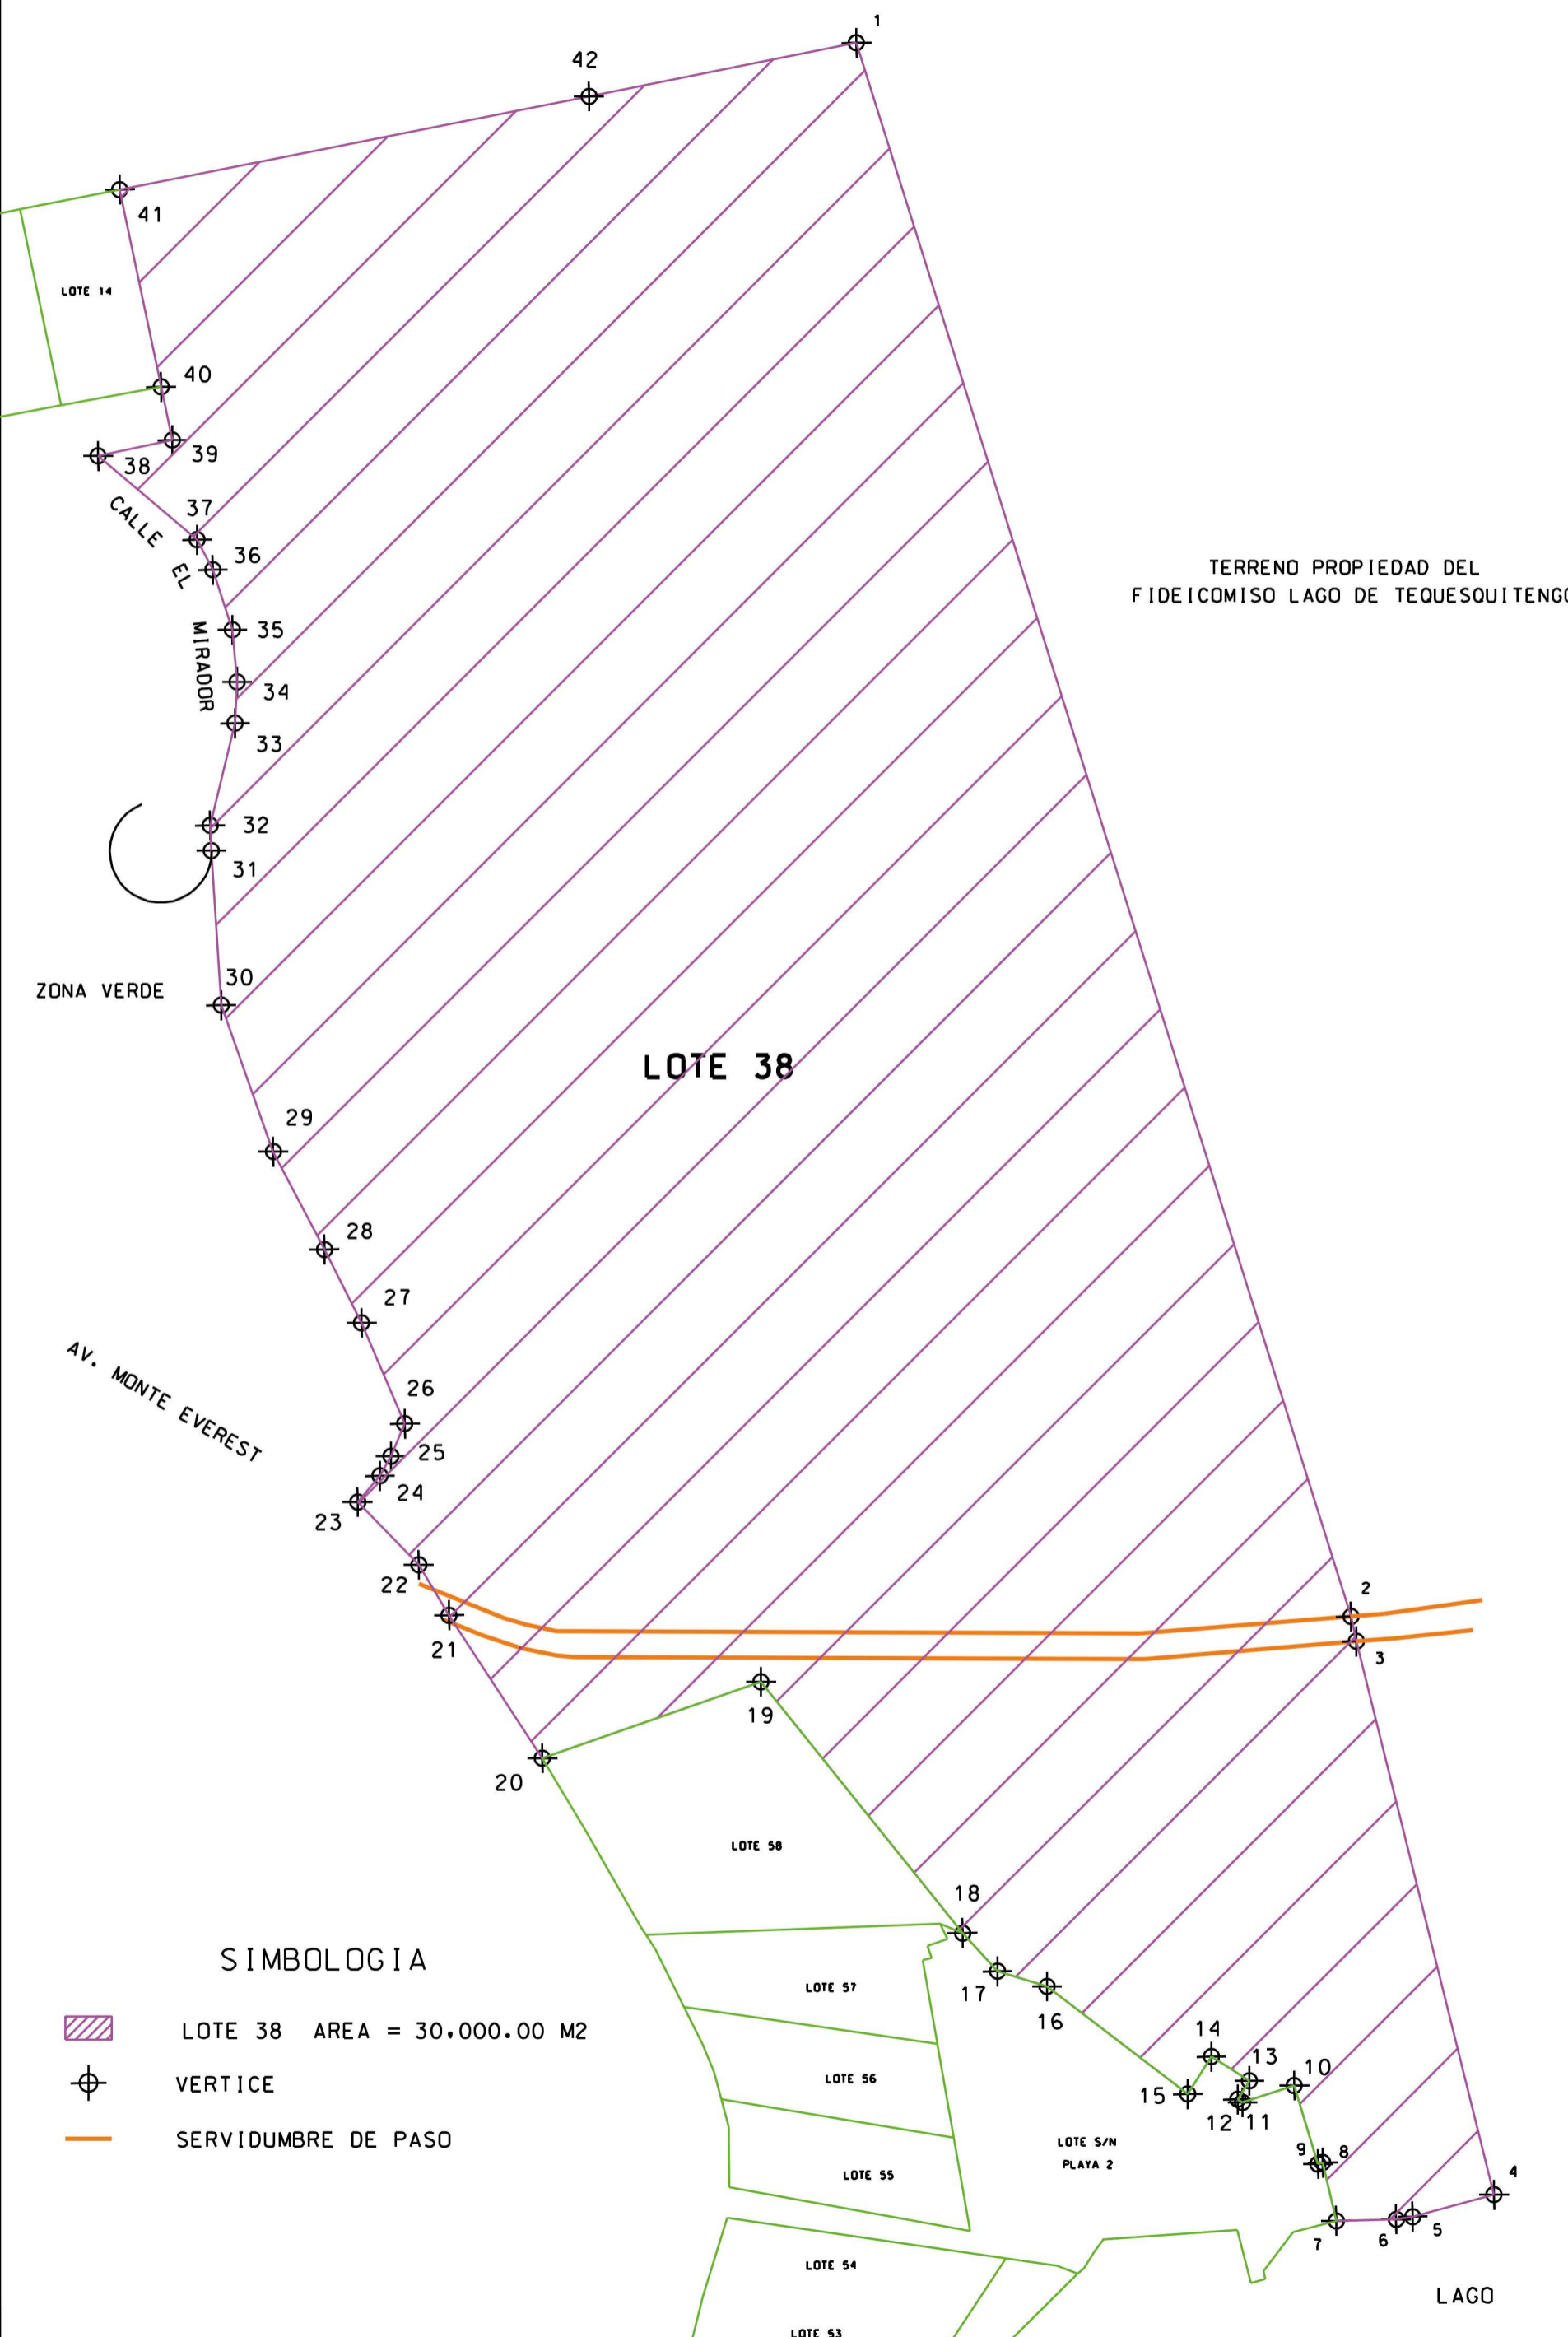 1
42
41
LOTE 14
40
39
38
37
CALLE EL MIRADOR
36
TERRENO PROPIEDAD DEL
FIDEICOMISO LAGO DE TEQUESQUITENGO
35
34
33
32
31
30
ZONA VERDE
LOTE 38
29
28
27
AV. MONTE EVEREST
26
25
24
23
22
2
21
3
19
20
LOTE 58
18
SIMBOLOGIA
LOTE 57
17
16
LOTE 38 AREA = 30,000.00 M2
14
13
10
VERTICE
LOTE 56
15
12
11
SERVIDUMBRE DE PASO
LOTE S/N
PLAYA 2
9
8
LOTE 55
4
5
6
7
LOTE 54
LAGO
LOTE 53